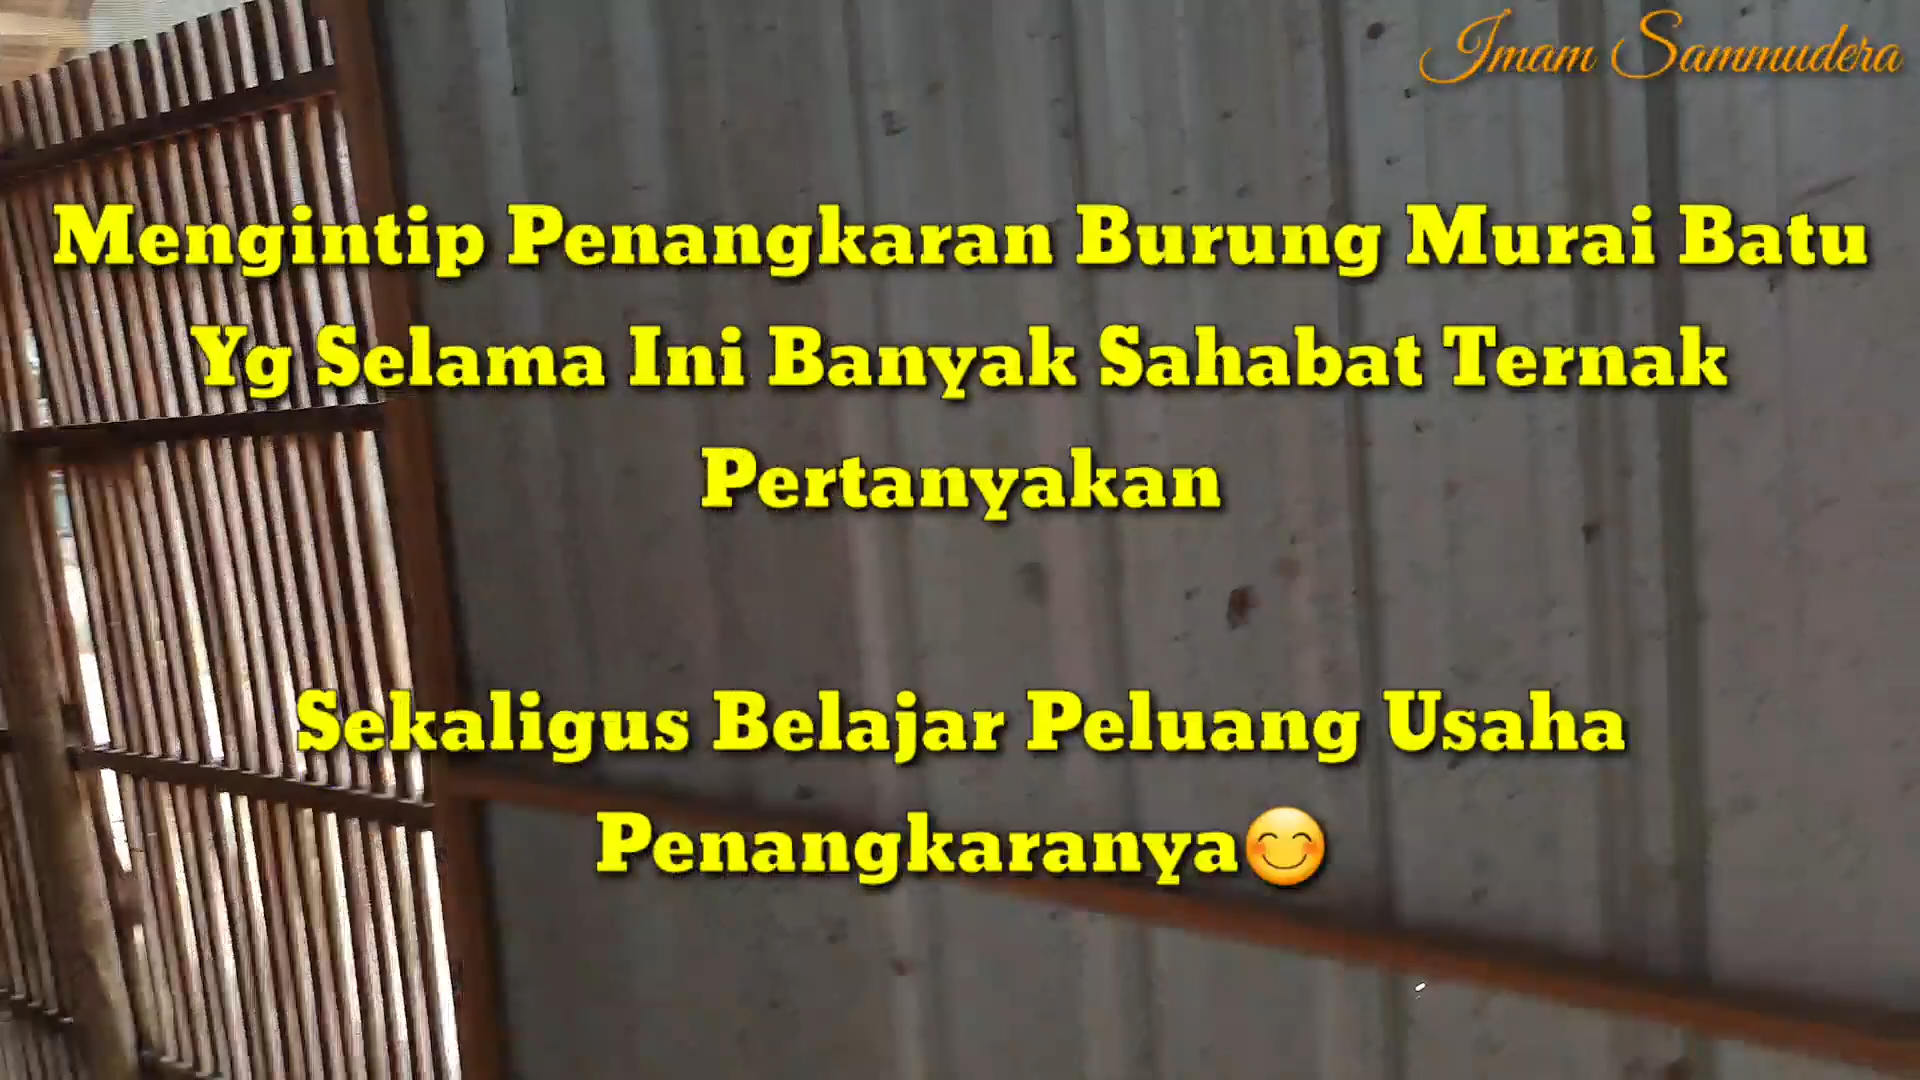 Imam Sammudera
Mengintip Penangkaran Burung Murai Batu
Yg Selama Ini Banyak Sahabat Ternak
Pertanyakan
Sekaligus Belajar Peluang Usaha
Penangkaranya😊